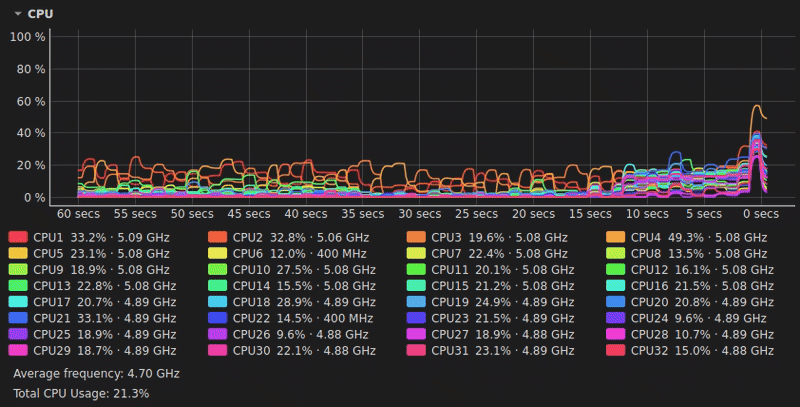 CPU
100 %
80 %
60 %
40 %
20 %
0 %
60 secs 55 secs 50 secs 45 secs 40 secs 35 secs 30 secs 25 secs 20 secs 15 secs 10 secs 5 secs 0 secs
CPU1 33.2% · 5.09 GHz CPU2 32.8% · 5.06 GHz CPU3 19.6% · 5.08 GHz CPU4 49.3% · 5.08 GHz
CPU5 23.1% · 5.08 GHz CPU6 12.0% · 400 MHz CPU7 22.4% · 5.08 GHz CPU8 13.5% · 5.08 GHz
CPU9 18.9% · 5.08 GHz CPU10 27.5% · 5.08 GHz CPU11 20.1% · 5.08 GHz CPU12 16.1% · 5.08 GHz
CPU13 22.8% · 5.08 GHz CPU14 15.5% · 5.08 GHz CPU15 21.2% · 5.08 GHz CPU16 21.5% · 5.08 GHz
CPU17 20.7% · 4.89 GHz CPU18 28.9% · 4.89 GHz CPU19 24.9% · 4.89 GHz CPU20 20.8% · 4.89 GHz
CPU21 33.1% · 4.89 GHz CPU22 14.5% · 400 MHz CPU23 21.5% · 4.89 GHz CPU24 9.6% · 4.89 GHz
CPU25 18.9% · 4.89 GHz CPU26 9.6% · 4.88 GHz CPU27 18.9% · 4.88 GHz CPU28 10.7% · 4.89 GHz
CPU29 18.7% · 4.89 GHz CPU30 22.1% · 4.88 GHz CPU31 23.1% · 4.89 GHz CPU32 15.0% · 4.88 GHz
Average frequency: 4.70 GHz
Total CPU Usage: 21.3%